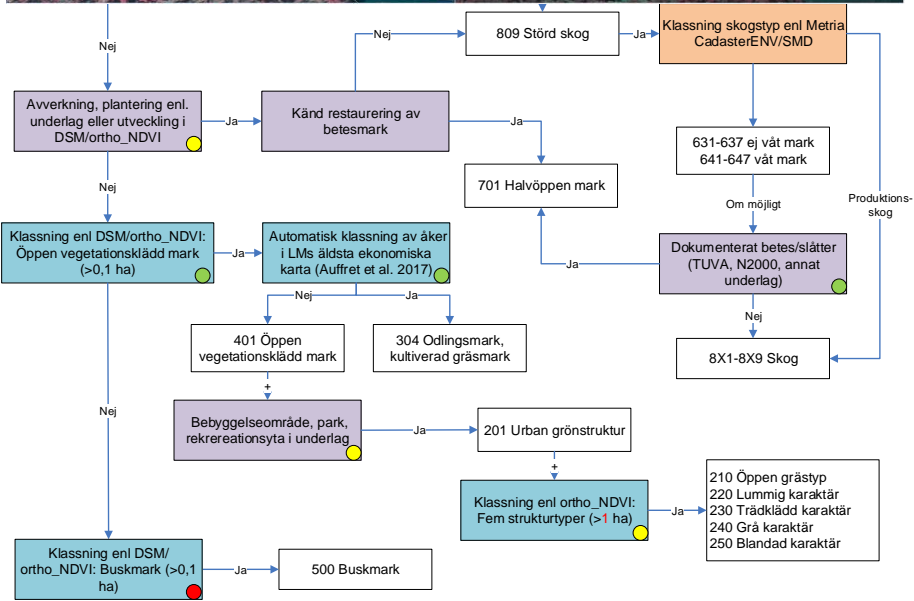 Nej
Nej
809 Störd skog
Ja
Klassning skogstyp enl Metria
CadasterENV/SMD
Avverkning, plantering enl.
underlag eller utveckling i
DSM/ortho_NDVI
Ja
Känd restaurering av
betesmark
Ja
631-637 ej våt mark
641-647 våt mark
Nej
701 Halvöppen mark
Om möjligt
Produktions-
skog
Klassning enl DSM/ortho_NDVI:
Öppen vegetationsklädd mark
(>0,1 ha)
Ja
Automatisk klassning av åker
i LMs äldsta ekonomiska
karta (Auffret et al. 2017)
Ja
Dokumenterat betes/slåtter
(TUVA, N2000, annat
underlag)
Nej
Ja
Nej
401 Öppen
vegetationsklädd mark
304 Odlingsmark,
kultiverad gräsmark
8X1-8X9 Skog
+
Nej
Bebyggelseområde, park,
rekrereationsyta i underlag
Ja
201 Urban grönstruktur
+
Klassning enl ortho_NDVI:
Fem strukturtyper (>1 ha)
Ja
210 Öppen grästyp
220 Lummig karaktär
230 Trädklädd karaktär
240 Grå karaktär
250 Blandad karaktär
Klassning enl DSM/
ortho_NDVI: Buskmark (>0,1
ha)
Ja
500 Buskmark